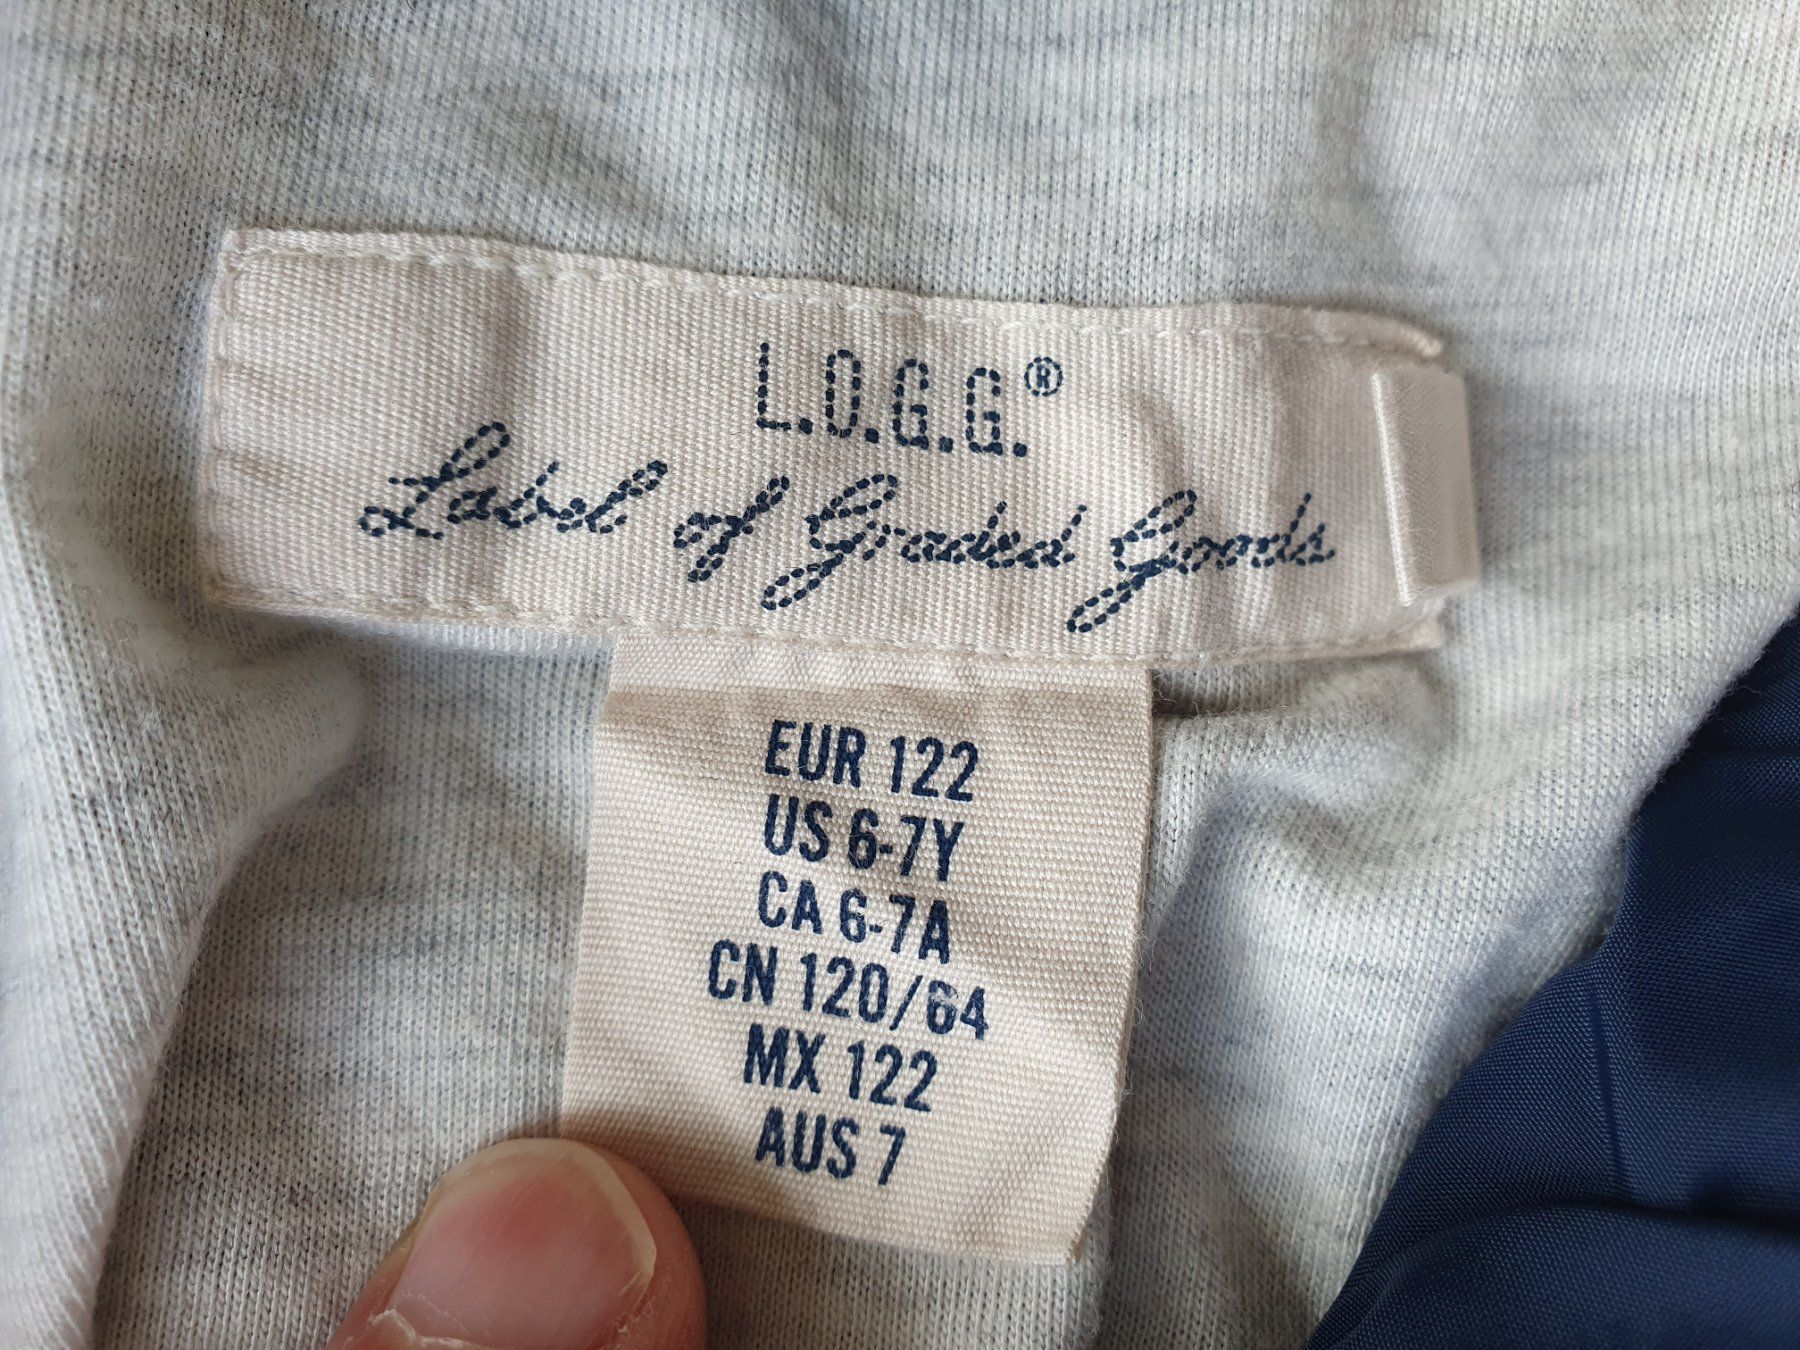 L.O.G.G.®
Label of Graded Goods
EUR 122
US 6-7Y
CA 6-7A
CN 120/64
MX 122
AUS 7